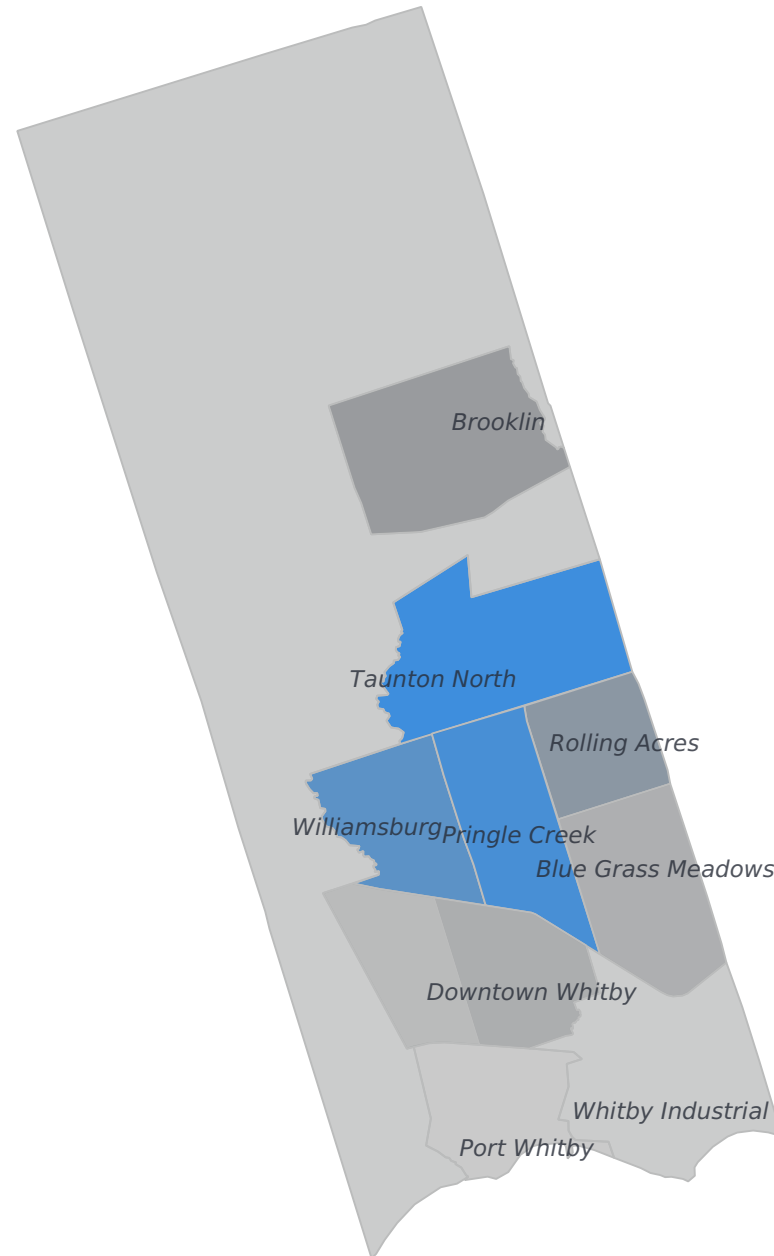 Brooklin
Taunton North
Rolling Acres
Williamsburg
Pringle Creek
Blue Grass Meadows
Downtown Whitby
Whitby Industrial
Port Whitby